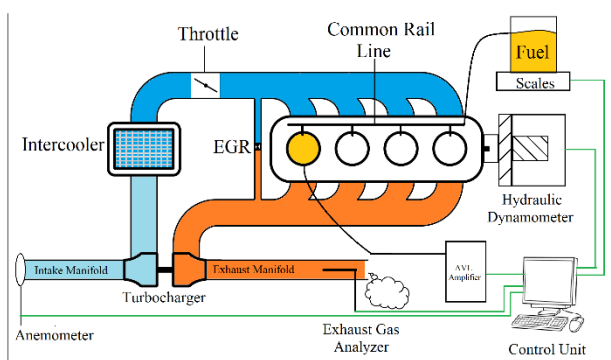 Throttle
Common Rail
Line
Fuel
Scales
Intercooler
EGR
Hydraulic
Dynamometer
Intake Manifold
Exhaust Manifold
AVL
Amplifier
Turbocharger
Anemometer
Exhaust Gas
Analyzer
Control Unit